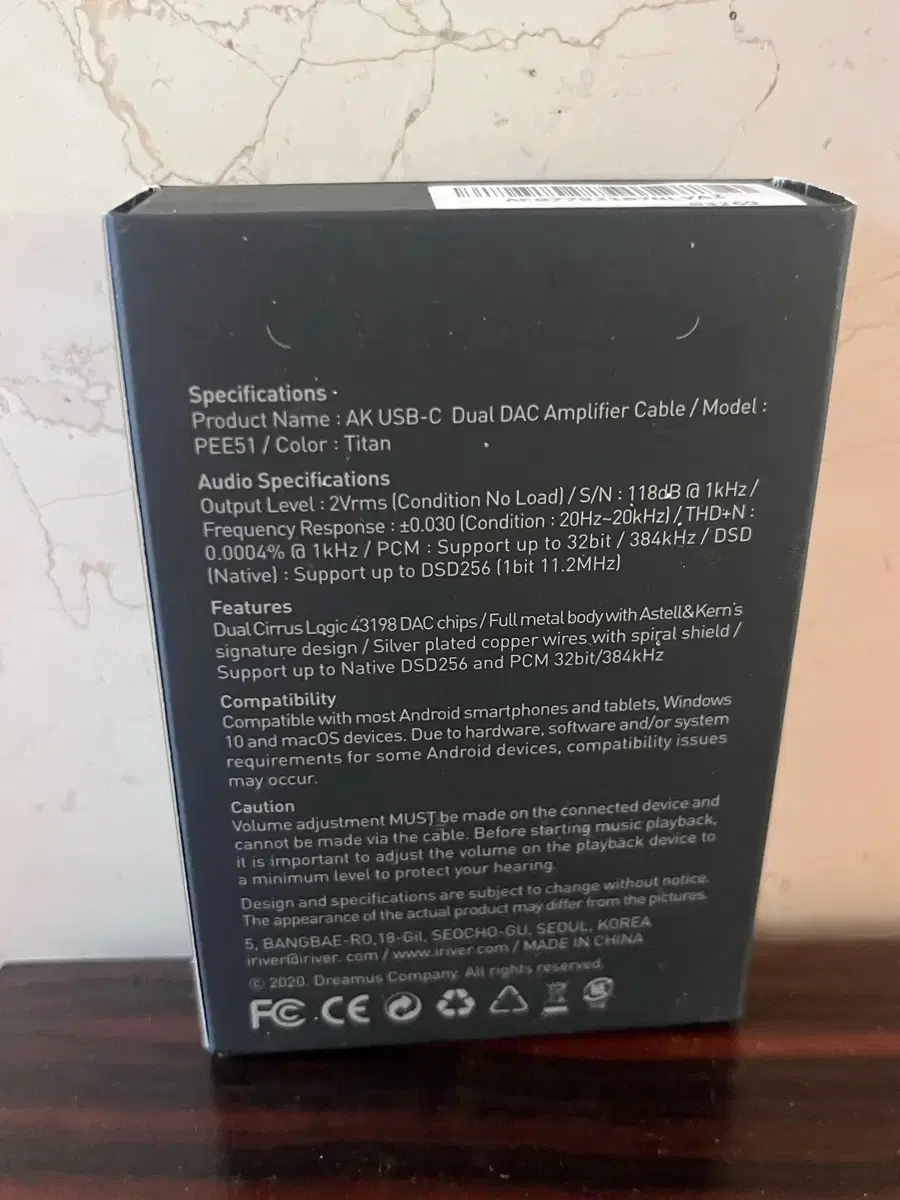 Specifications
Product Name : AK USB-C Dual DAC Amplifier Cable / Model :
PEE51 / Color : Titan
Audio Specifications
Output Level : 2Vrms (Condition No Load) / S/N : 118dB @ 1kHz /
Frequency Response : ±0.030 (Condition : 20Hz~20kHz) / THD+N :
0.0004% @ 1kHz / PCM : Support up to 32bit / 384kHz / DSD
(Native) : Support up to DSD256 (1bit 11.2MHz)
Features
Dual Cirrus Logic 43198 DAC chips / Full metal body with Astell&Kern's
signature design / Silver plated copper wires with spiral shield /
Support up to Native DSD256 and PCM 32bit/384kHz
Compatibility
Compatible with most Android smartphones and tablets, Windows
10 and macOS devices. Due to hardware, software and/or system
requirements for some Android devices, compatibility issues
may occur.
Caution
Volume adjustment MUST be made on the connected device and
cannot be made via the cable. Before starting music playback,
it is important to adjust the volume on the playback device to
a minimum level to protect your hearing.
Design and specifications are subject to change without notice.
The appearance of the actual product may differ from the pictures.
5, BANGBAE-RO,18-Gil, SEOCHO-GU, SEOUL, KOREA
iriver@iriver. com / www.iriver.com / MADE IN CHINA
© 2020. Dreamus Company. All rights reserved.
FC CE